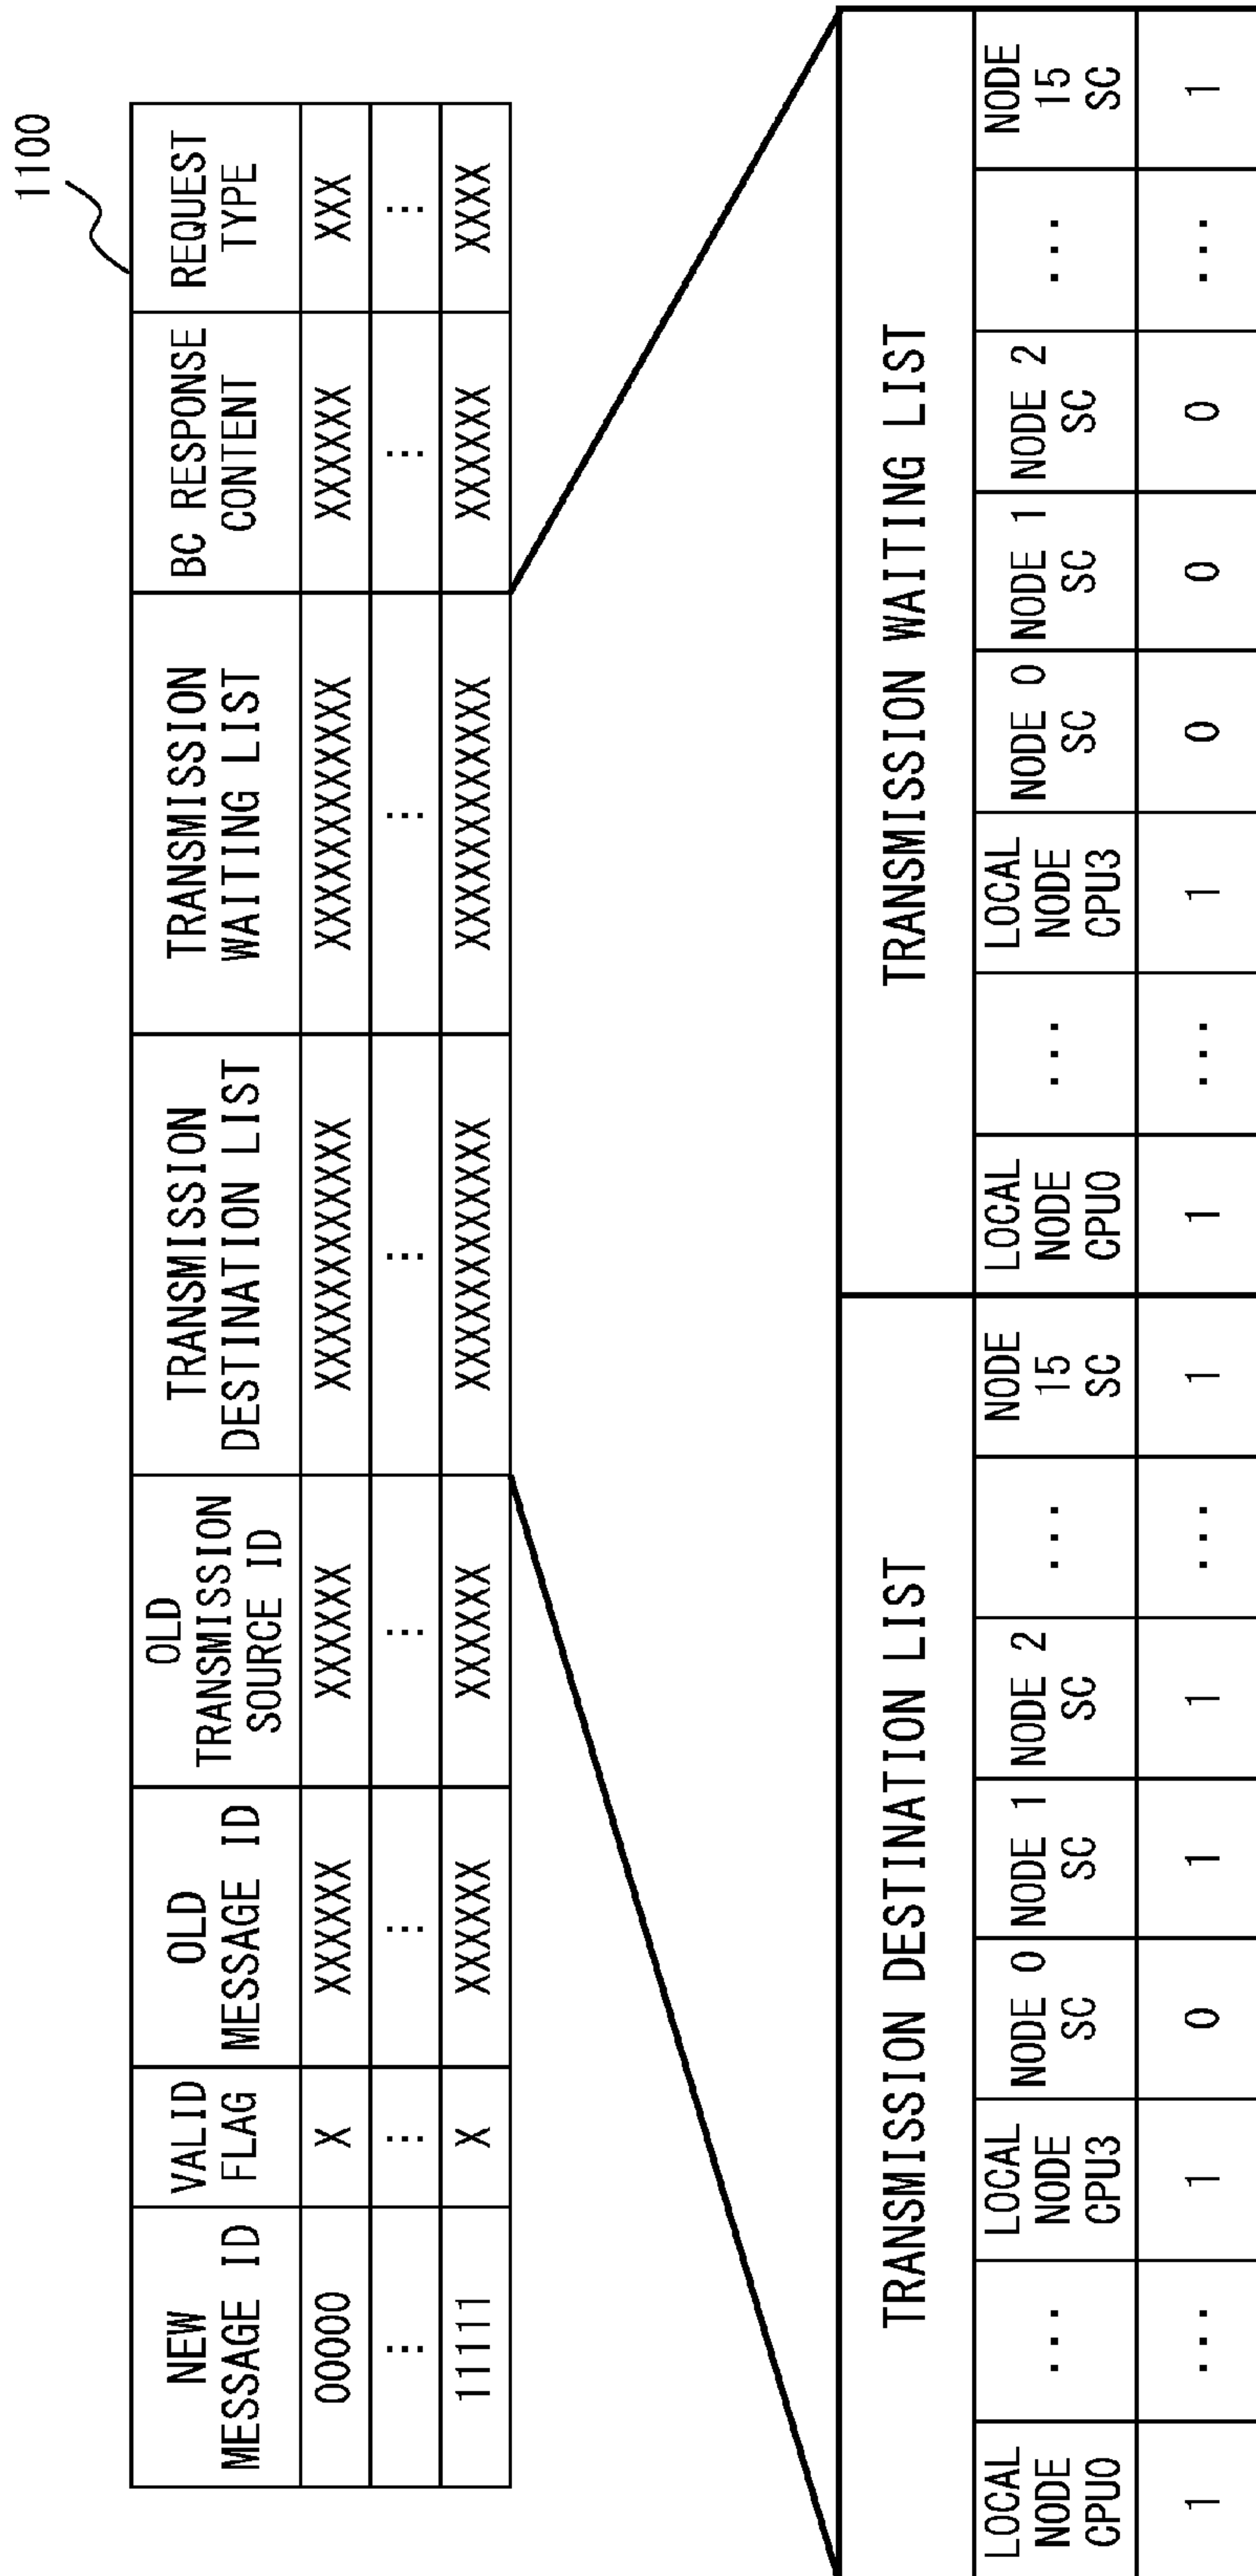 1100
NEW MESSAGE ID
VALID FLAG
OLD MESSAGE ID
OLD TRANSMISSION SOURCE ID
TRANSMISSION DESTINATION LIST
TRANSMISSION WAITING LIST
BC RESPONSE CONTENT
REQUEST TYPE
00000 X XXXXXX XXXXXX XXXXXXXXXXXX XXXXXXXXXXXX XXXXXX XXX
... ... ... ... ... ... ... ...
11111 X XXXXXX XXXXXX XXXXXXXXXXXX XXXXXXXXXXXX XXXXXX XXXX
TRANSMISSION DESTINATION LIST
TRANSMISSION WAITING LIST
LOCAL NODE CPU0
...
LOCAL NODE CPU3
NODE 0 SC
NODE 1 SC
NODE 2 SC
...
NODE 15 SC
LOCAL NODE CPU0
...
LOCAL NODE CPU3
NODE 0 SC
NODE 1 SC
NODE 2 SC
...
NODE 15 SC
1 ... 1 0 1 1 ... 1 1 ... 1 0 0 0 ... 1